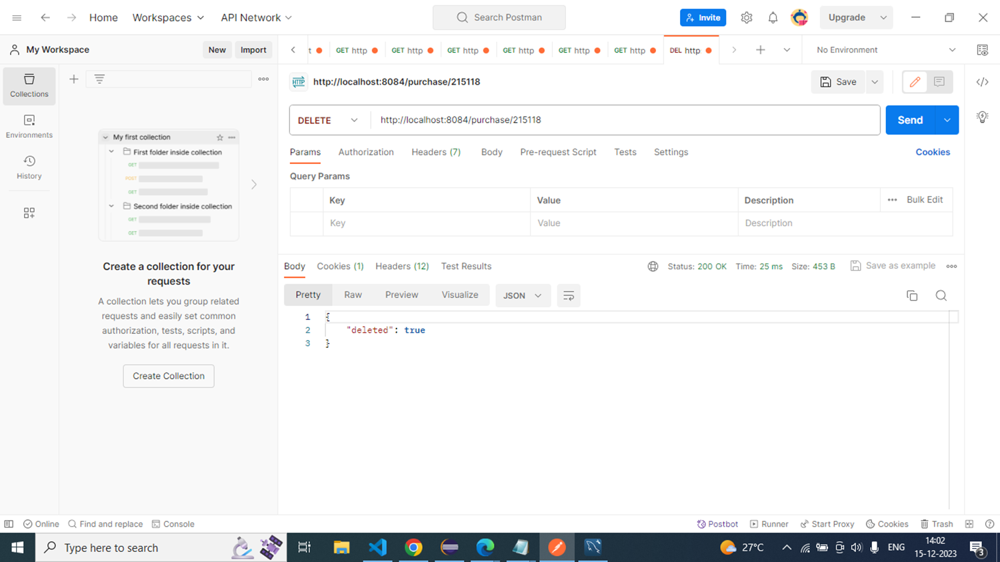 Home Workspaces API Network Search Postman Invite Upgrade
My Workspace New Import t GET http GET http GET http GET http GET http GET http DEL http No Environment
Collections
Environments
History
My first collection
First folder inside collection
GET
POST
GET
Second folder inside collection
GET
GET
Create a collection for your
requests
A collection lets you group related
requests and easily set common
authorization, tests, scripts, and
variables for all requests in it.
Create Collection
HTTP http://localhost:8084/purchase/215118 Save
DELETE http://localhost:8084/purchase/215118 Send
Params Authorization Headers (7) Body Pre-request Script Tests Settings Cookies
Query Params
Key Value Description Bulk Edit
Key Value Description
Body Cookies (1) Headers (12) Test Results Status: 200 OK Time: 25 ms Size: 453 B Save as example
Pretty Raw Preview Visualize JSON
1 {
2 "deleted": true
3 }
Online Find and replace Console Postbot Runner Start Proxy Cookies Trash
Type here to search 27°C ENG 14:02
15-12-2023 3